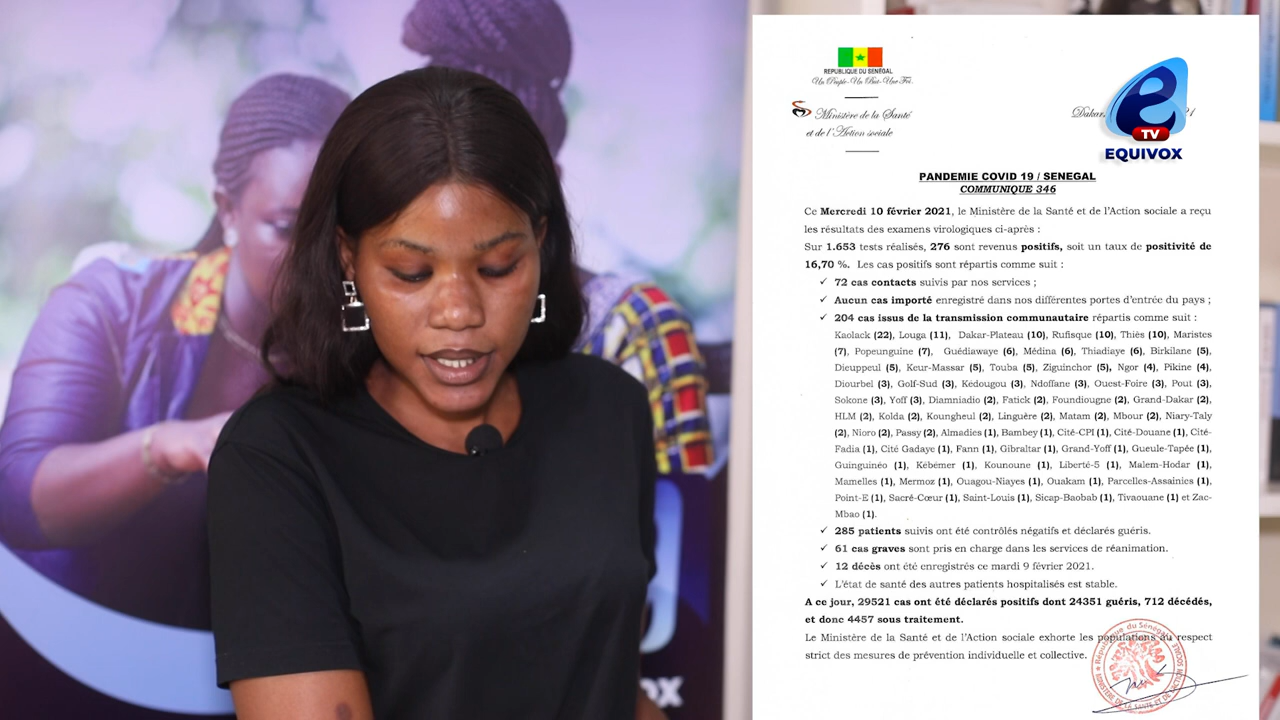 REPUBLIQUE DU SENEGAL
Un Peuple - Un But - Une Foi
Ministère de la Santé
et de l'Action sociale
Dakar,
21
e
TV
EQUIVOX
PANDEMIE COVID 19 / SENEGAL
COMMUNIQUE 346
Ce Mercredi 10 février 2021, le Ministère de la Santé et de l'Action sociale a reçu
les résultats des examens virologiques ci-après :
Sur 1.653 tests réalisés, 276 sont revenus positifs, soit un taux de positivité de
16,70 %. Les cas positifs sont répartis comme suit :
✓ 72 cas contacts suivis par nos services ;
✓ Aucun cas importé enregistré dans nos différentes portes d'entrée du pays ;
✓ 204 cas issus de la transmission communautaire répartis comme suit :
Kaolack (22), Louga (11), Dakar-Plateau (10), Rufisque (10), Thiès (10), Maristes
(7), Popenguine (7), Guédiawaye (6), Médina (6), Thiadiaye (6), Birkilane (5),
Dieuppeul (5), Keur-Massar (5), Touba (5), Ziguinchor (5), Ngor (4), Pikine (4),
Diourbel (3), Golf-Sud (3), Kédougou (3), Ndoffane (3), Ouest-Foire (3), Pout (3),
Sokone (3), Yoff (3), Diamniadio (2), Fatick (2), Foundiougne (2), Grand-Dakar (2),
HLM (2), Kolda (2), Koungheul (2), Linguère (2), Matam (2), Mbour (2), Niary-Taly
(2), Nioro (2), Passy (2), Almadies (1), Bambey (1), Cité-CPI (1), Cité-Douane (1), Cité-
Fadia (1), Cité Gadaye (1), Fann (1), Gibraltar (1), Grand-Yoff (1), Gueule-Tapée (1),
Guinguinéo (1), Kébémer (1), Kounoune (1), Liberté-5 (1), Malem-Hodar (1),
Mamelles (1), Mermoz (1), Ouagou-Niayes (1), Ouakam (1), Parcelles-Assainies (1),
Point-E (1), Sacré-Cœur (1), Saint-Louis (1), Sicap-Baobab (1), Tivaouane (1) et Zac-
Mbao (1).
✓ 285 patients suivis ont été contrôlés négatifs et déclarés guéris.
✓ 61 cas graves sont pris en charge dans les services de réanimation.
✓ 12 décès ont été enregistrés ce mardi 9 février 2021.
✓ L'état de santé des autres patients hospitalisés est stable.
A ce jour, 29521 cas ont été déclarés positifs dont 24351 guéris, 712 décédés,
et donc 4457 sous traitement.
Le Ministère de la Santé et de l'Action sociale exhorte les populations au respect
strict des mesures de prévention individuelle et collective.
République du Sénégal